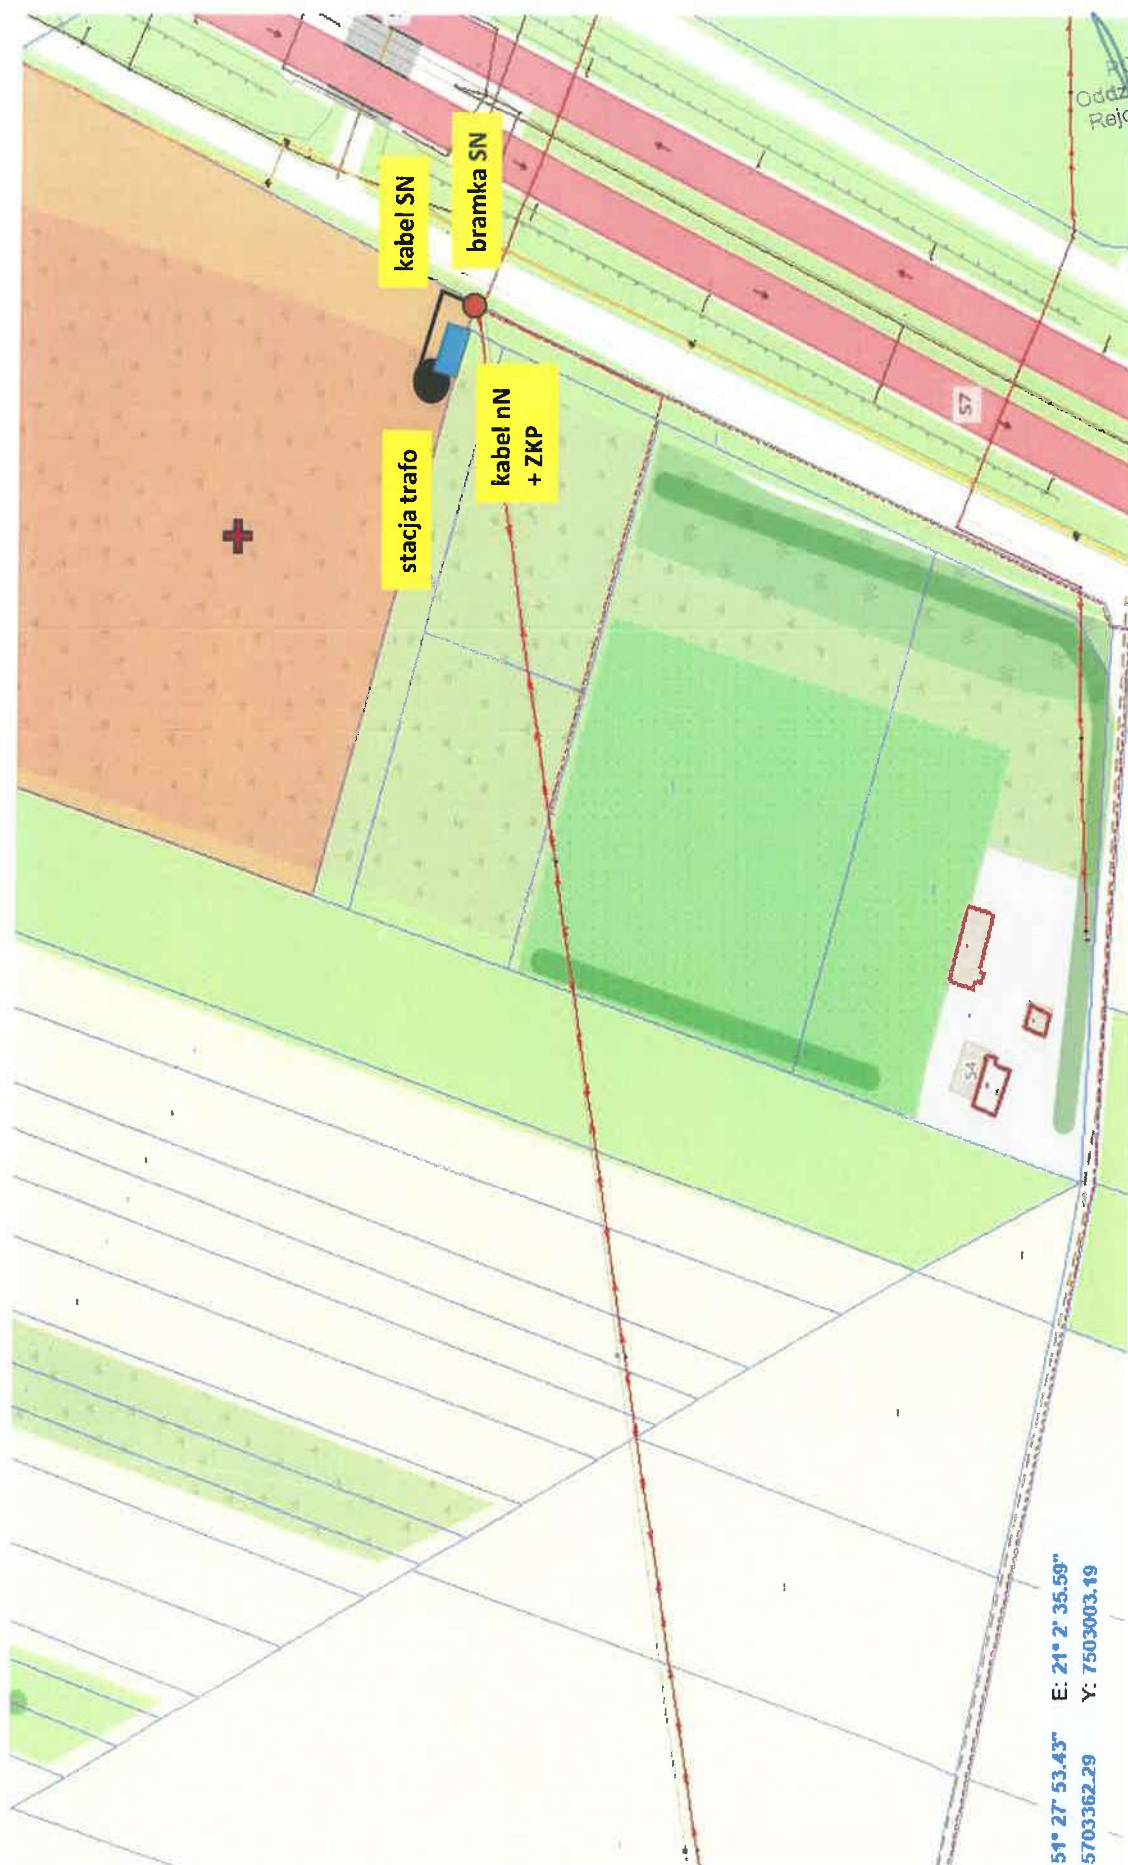 kabel SN
bramka SN
stacja trafo
kabel nN
+ ZKP
S7
54
51° 27' 53.43" E: 21° 2' 35.59"
5703362.29 Y: 7503003.19